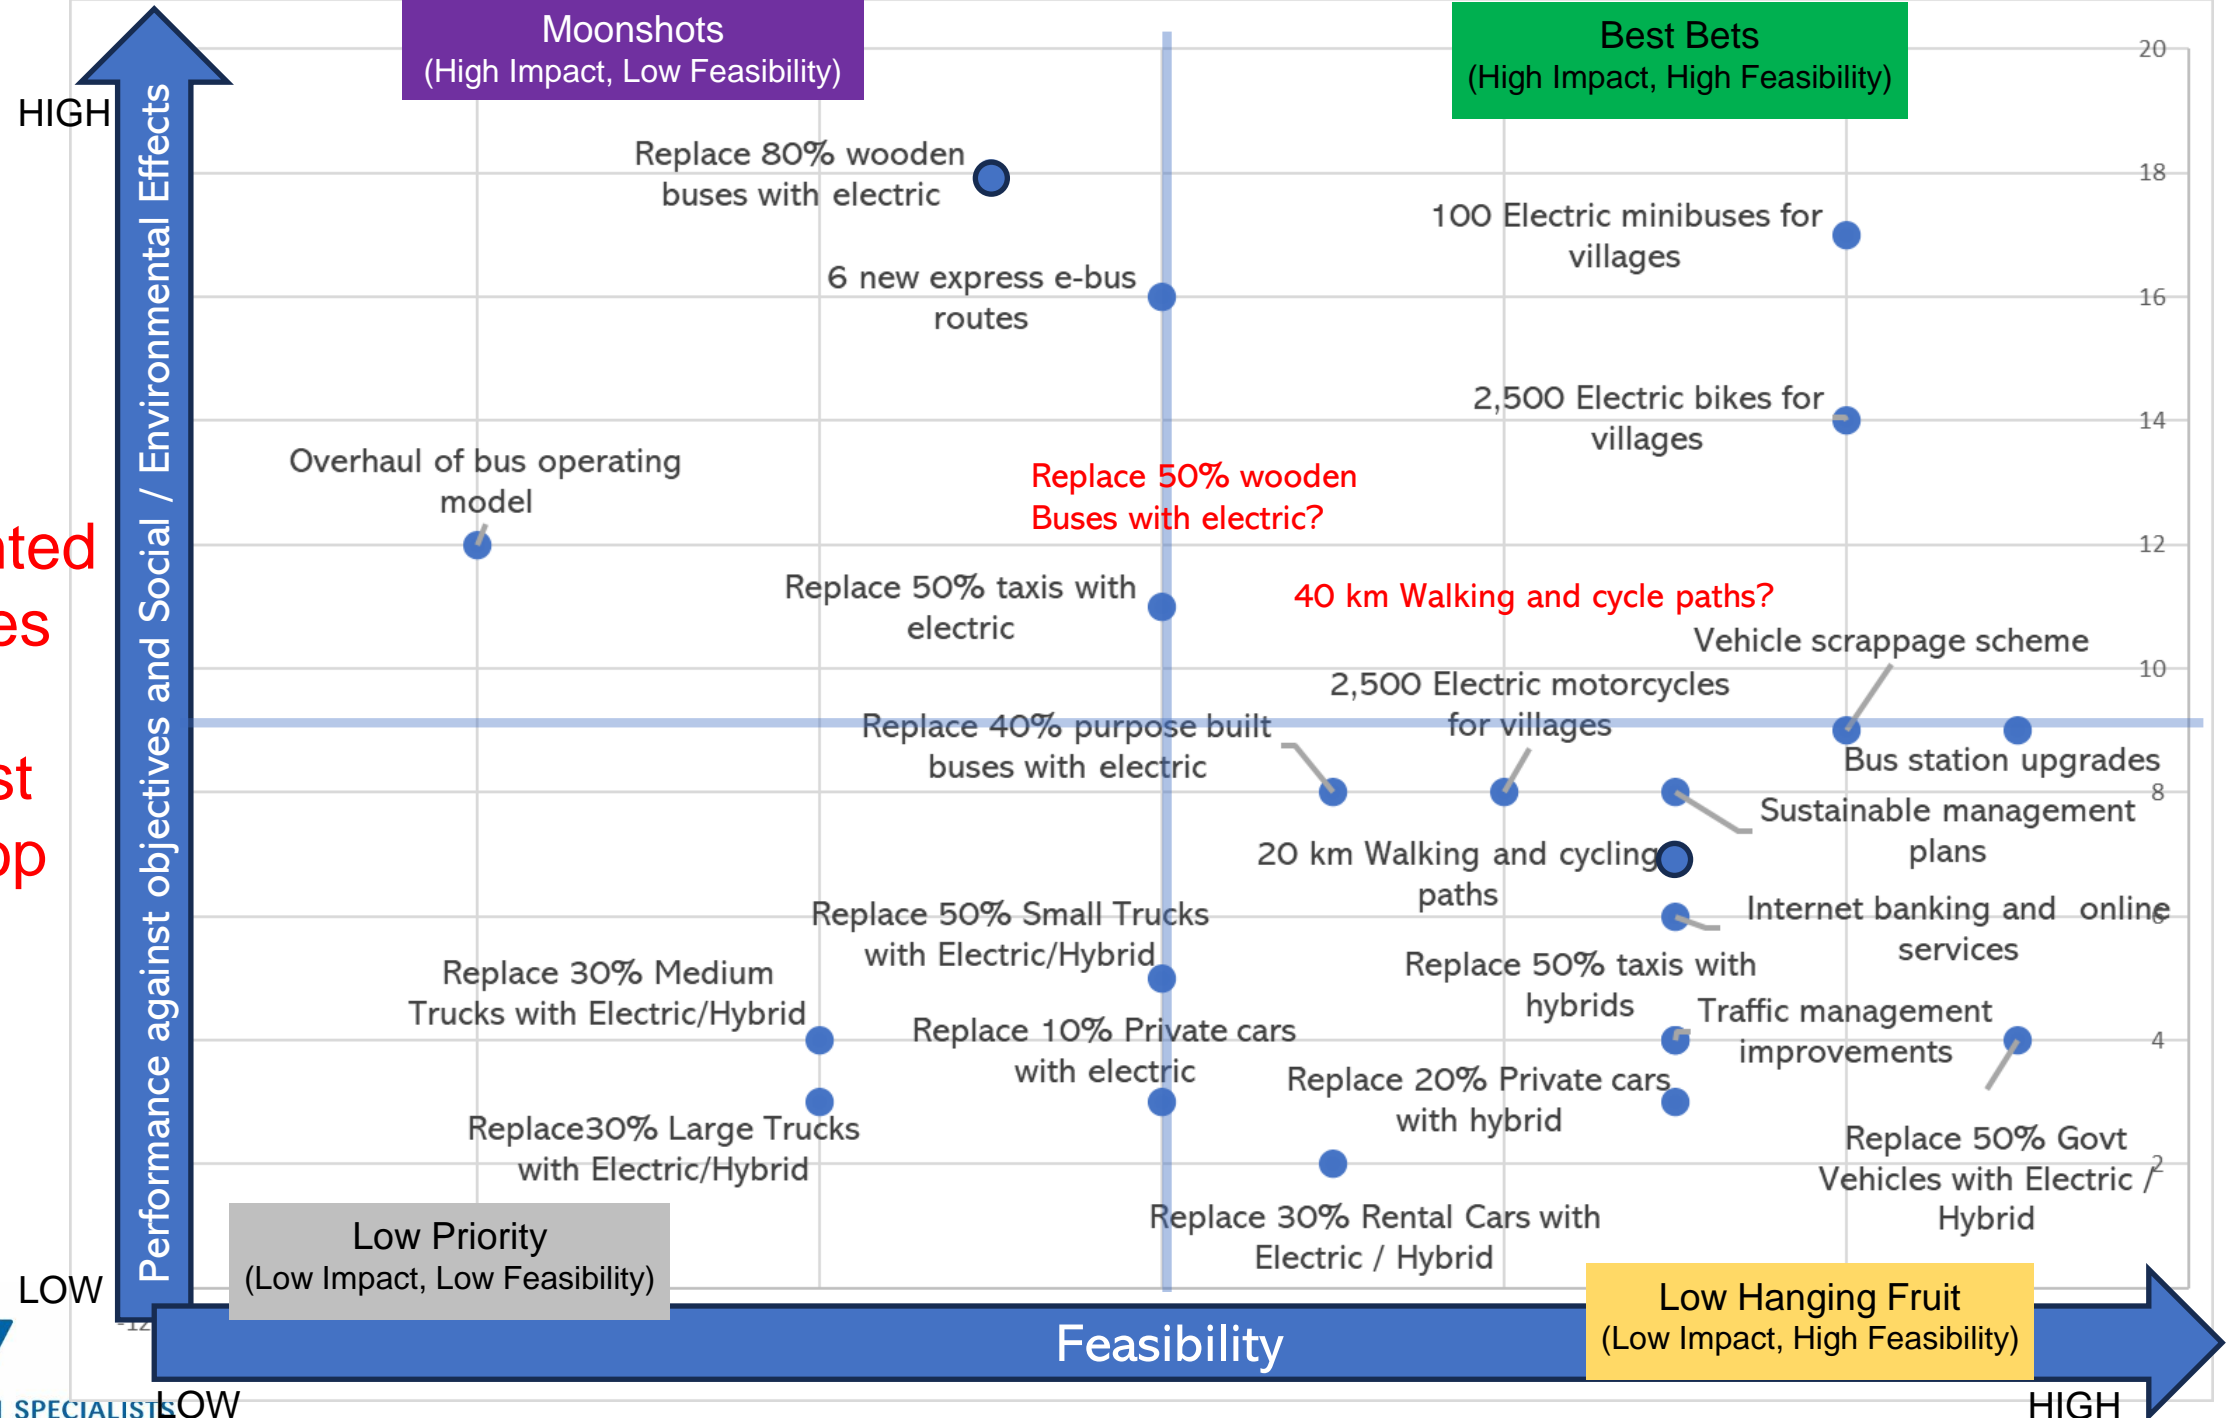 Moonshots
(High Impact, Low Feasibility)
Best Bets
(High Impact, High Feasibility)
20
HIGH
Performance against objectives and Social / Environmental Effects
Replace 80% wooden
buses with electric
18
100 Electric minibuses for
villages
6 new express e-bus
routes
16
2,500 Electric bikes for
villages
14
Overhaul of bus operating
model
Replace 50% wooden
Buses with electric?
12
Replace 50% taxis with
electric
40 km Walking and cycle paths?
Vehicle scrappage scheme
10
2,500 Electric motorcycles
for villages
Replace 40% purpose built
buses with electric
Bus station upgrades
8
Sustainable management
plans
20 km Walking and cycling
paths
Replace 50% Small Trucks
with Electric/Hybrid
Internet banking and online
services
6
Replace 30% Medium
Trucks with Electric/Hybrid
Replace 50% taxis with
hybrids
Traffic management
improvements
4
Replace 10% Private cars
with electric
Replace 20% Private cars
with hybrid
Replace30% Large Trucks
with Electric/Hybrid
Replace 50% Govt
Vehicles with Electric /
Hybrid
2
Replace 30% Rental Cars with
Electric / Hybrid
Low Priority
(Low Impact, Low Feasibility)
Low Hanging Fruit
(Low Impact, High Feasibility)
LOW
-12
Feasibility
LOW
HIGH
nted
es
st
op
SPECIALISTS